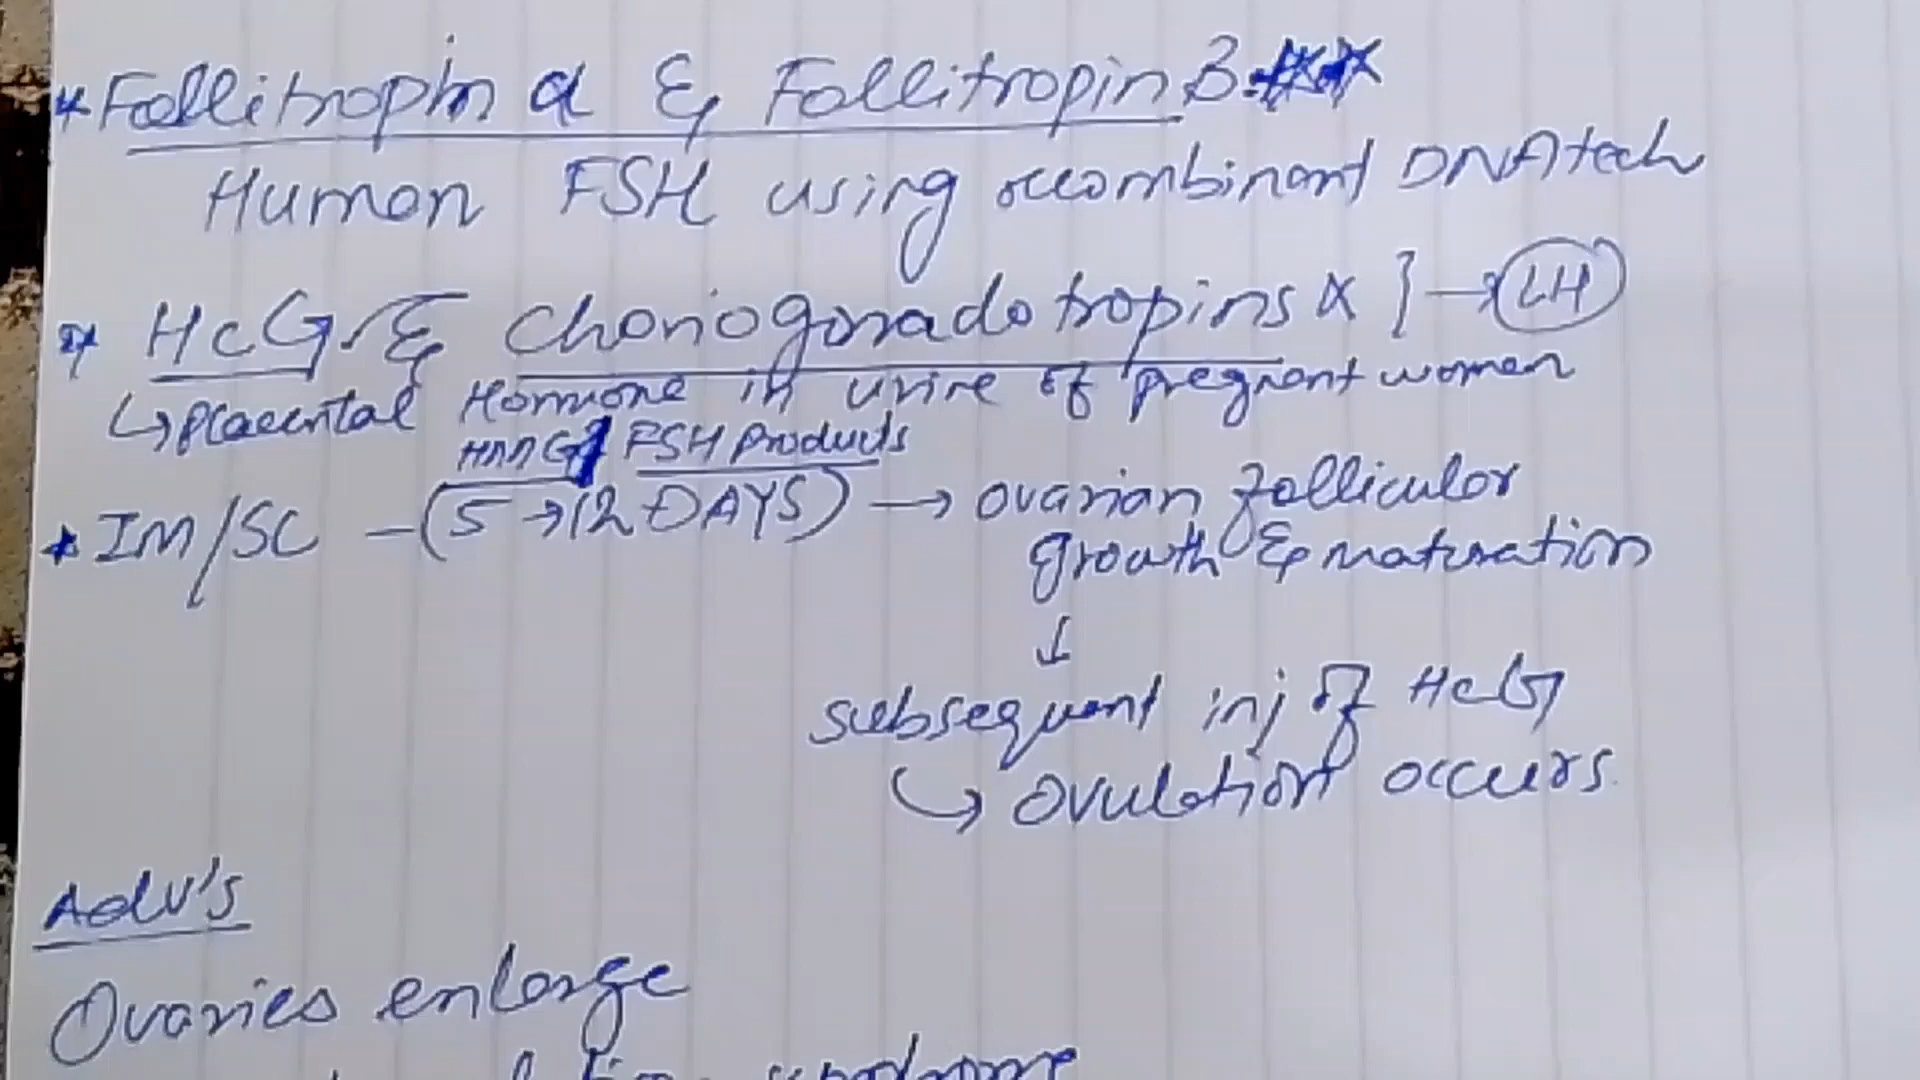 * Follitropin α & Follitropin B
Human FSH using recombinant DNA tech
* HcG & choriogonadotropins α } → LH
↳ placental Hormone in urine of pregnant women
HMG FSH Products
* IM/SC - (5 → 12 DAYS) → ovarian follicular
growth & maturation
↓
subsequent inj of HcG
↳ ovulation occurs.
Adv's
Ovaries enlarge
syndrome